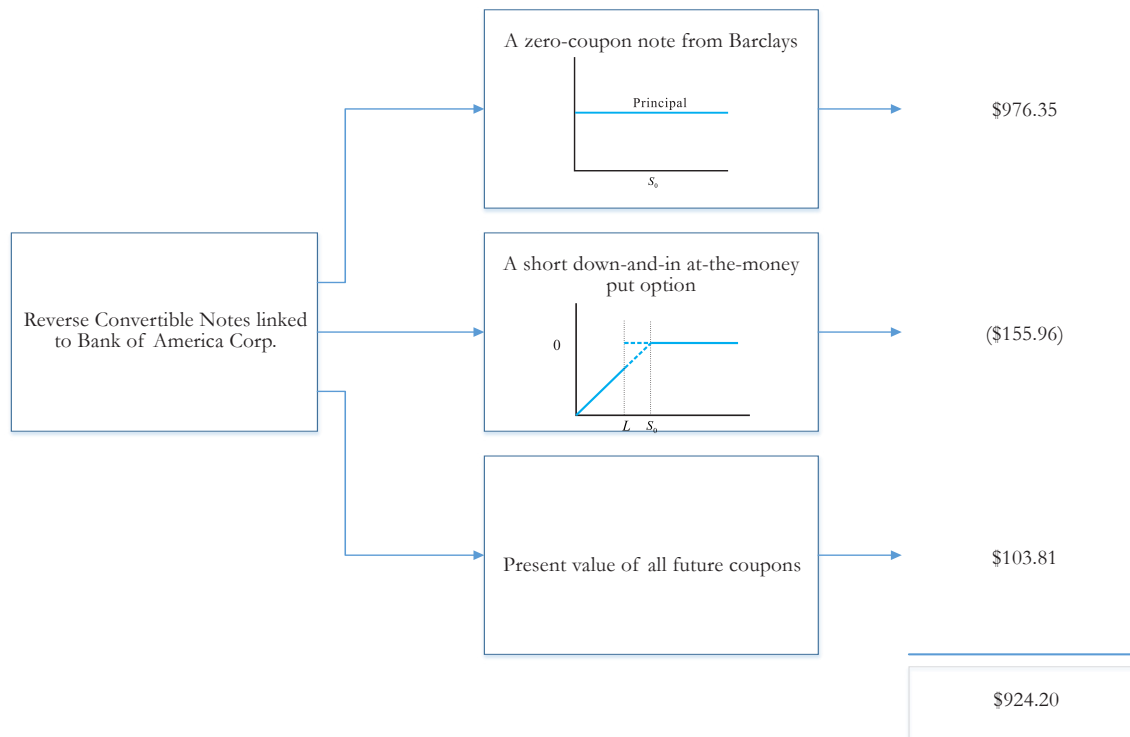 A zero-coupon note from Barclays
Principal
S₀
$976.35
Reverse Convertible Notes linked
to Bank of America Corp.
A short down-and-in at-the-money
put option
0
L S₀
($155.96)
Present value of all future coupons
$103.81
$924.20